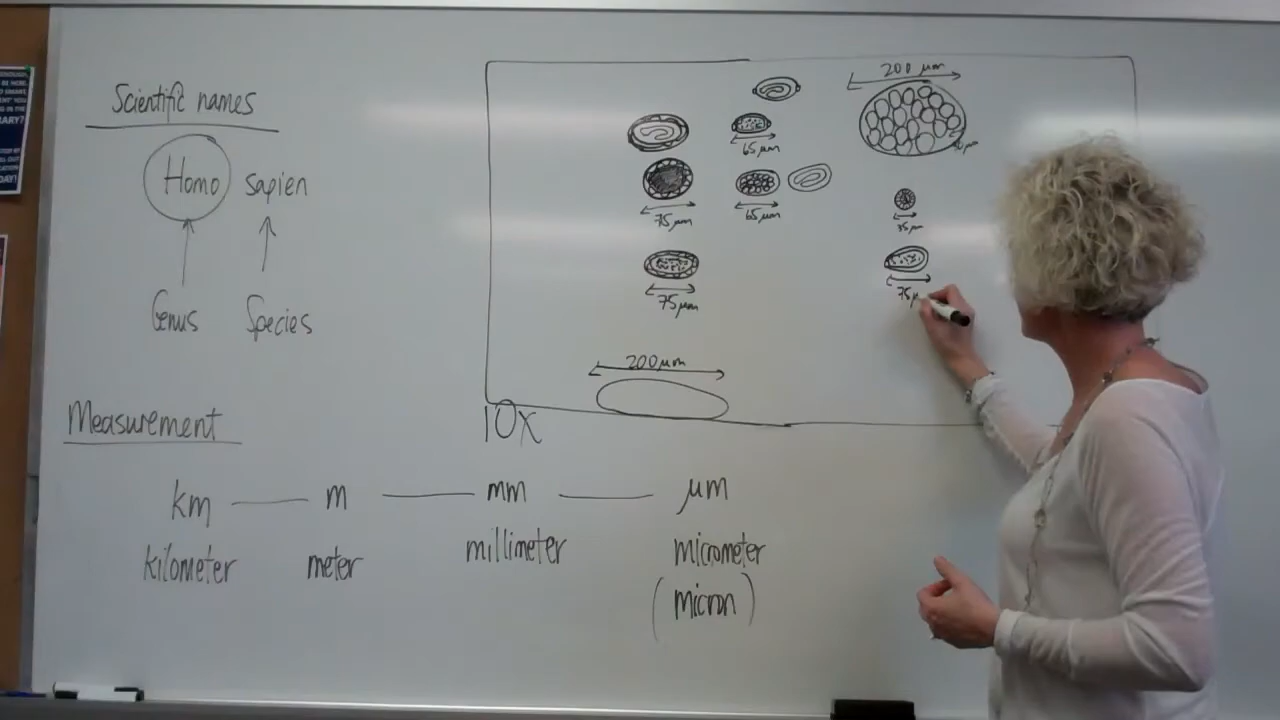 Scientific names
Homo sapien
Genus Species
200 µm
65 µm
75 µm
65 µm
35 µm
75 µm
75 µ
200 µm
10X
Measurement
km — m — mm — µm
kilometer meter millimeter micrometer
(micron)